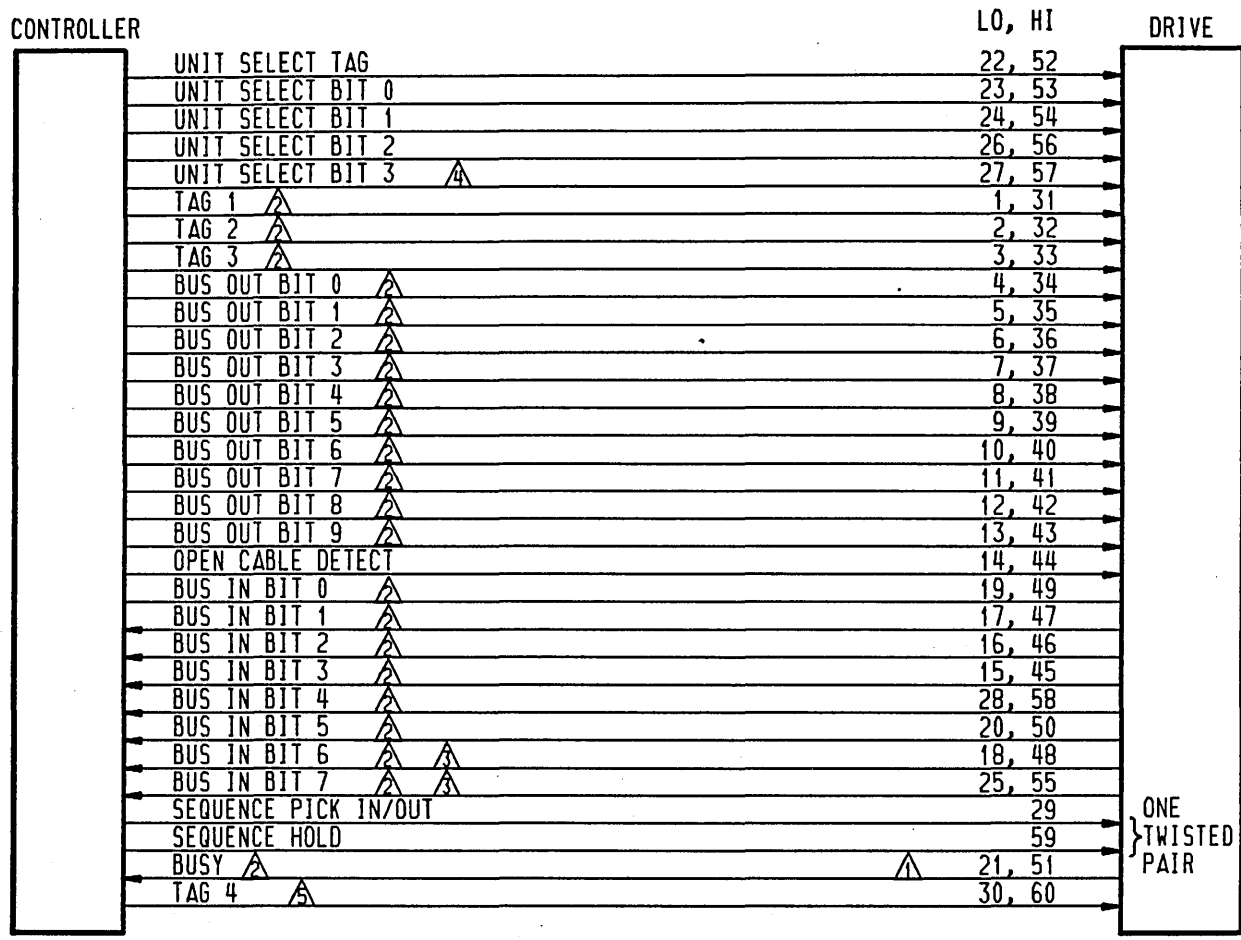 LO, HI
CONTROLLER DRIVE
UNIT SELECT TAG 22, 52
UNIT SELECT BIT 0 23, 53
UNIT SELECT BIT 1 24, 54
UNIT SELECT BIT 2 26, 56
UNIT SELECT BIT 3 4 27, 57
TAG 1 2 1, 31
TAG 2 2 2, 32
TAG 3 2 3, 33
BUS OUT BIT 0 2 4, 34
BUS OUT BIT 1 2 5, 35
BUS OUT BIT 2 2 6, 36
BUS OUT BIT 3 2 7, 37
BUS OUT BIT 4 2 8, 38
BUS OUT BIT 5 2 9, 39
BUS OUT BIT 6 2 10, 40
BUS OUT BIT 7 2 11, 41
BUS OUT BIT 8 2 12, 42
BUS OUT BIT 9 2 13, 43
OPEN CABLE DETECT 14, 44
BUS IN BIT 0 2 19, 49
BUS IN BIT 1 2 17, 47
BUS IN BIT 2 2 16, 46
BUS IN BIT 3 2 15, 45
BUS IN BIT 4 2 28, 58
BUS IN BIT 5 2 20, 50
BUS IN BIT 6 2 3 18, 48
BUS IN BIT 7 2 3 25, 55
SEQUENCE PICK IN/OUT 29 ONE
SEQUENCE HOLD 59 TWISTED
BUSY 2 1 21, 51 PAIR
TAG 4 5 30, 60